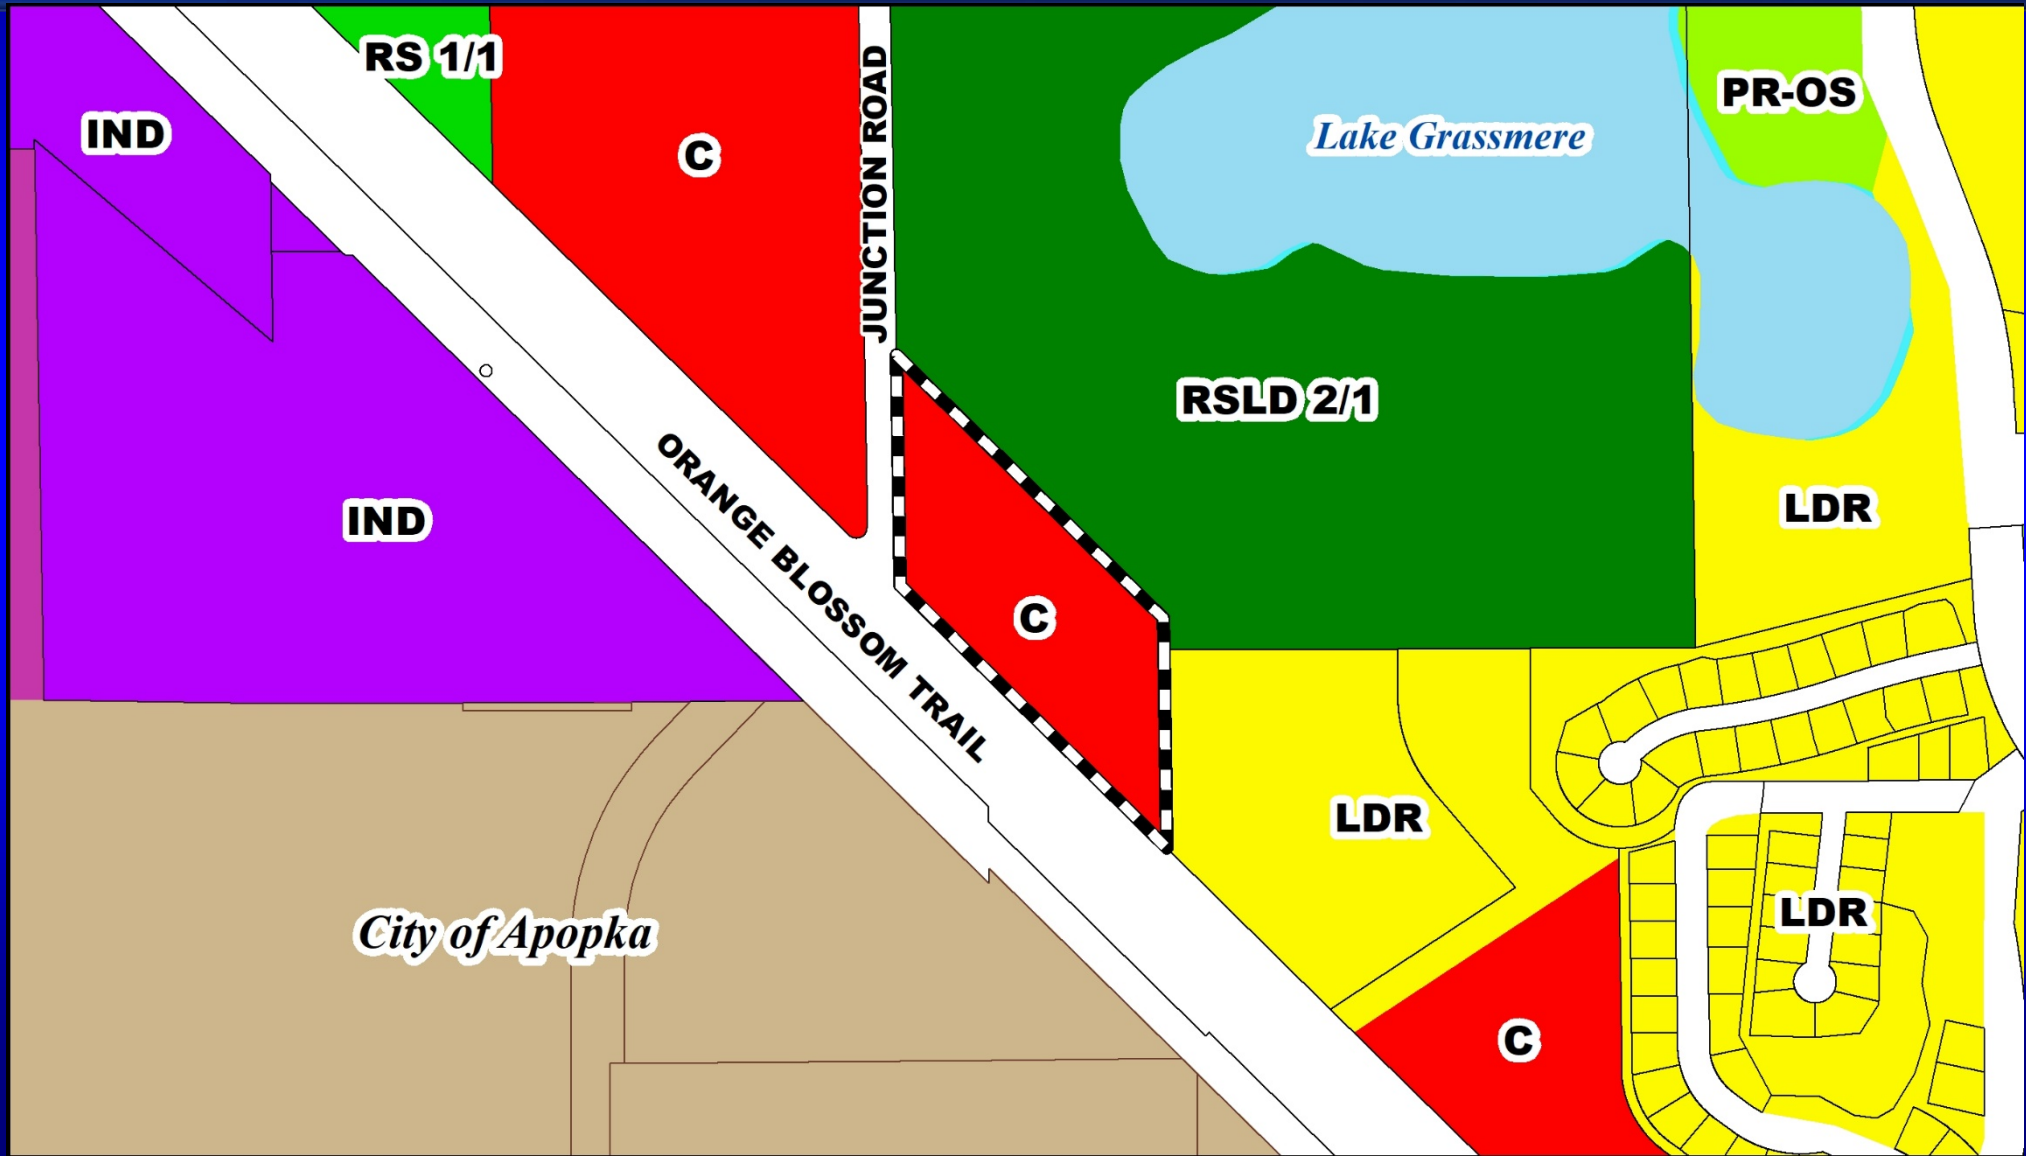 RS 1/1
IND
C
JUNCTION ROAD
Lake Grassmere
PR-OS
RSLD 2/1
IND
ORANGE BLOSSOM TRAIL
LDR
C
LDR
City of Apopka
LDR
C